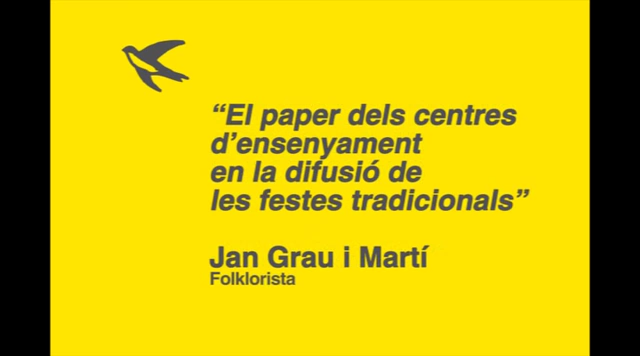 “El paper dels centres
d’ensenyament
en la difusió de
les festes tradicionals”
Jan Grau i Martí
Folklorista